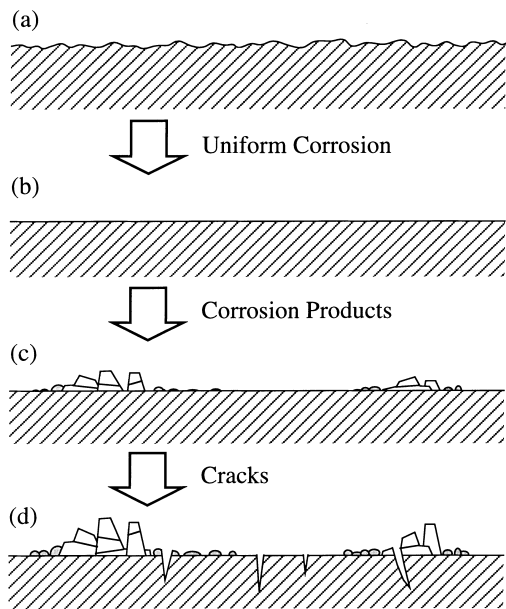 (a)
Uniform Corrosion
(b)
Corrosion Products
(c)
Cracks
(d)